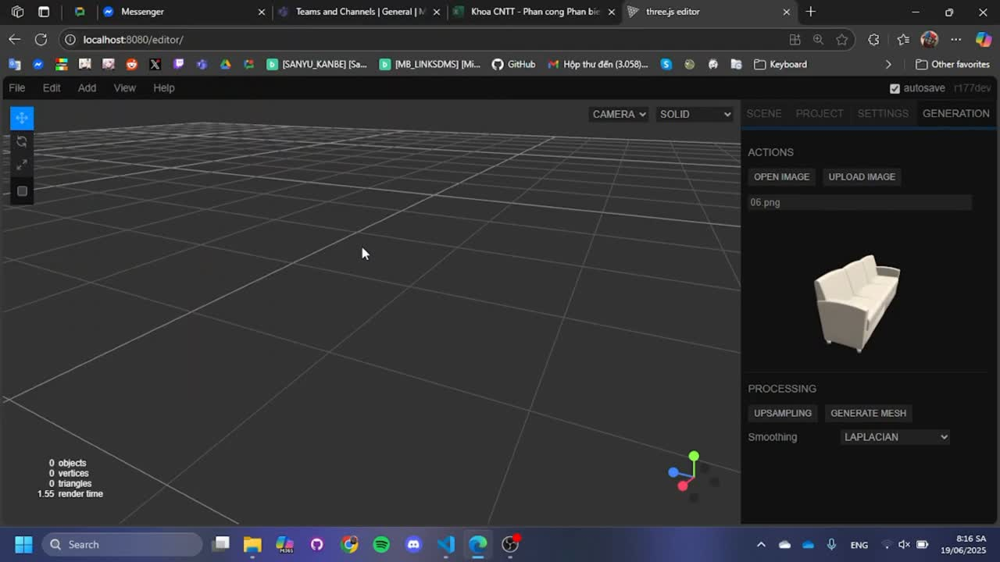 Messenger
Teams and Channels | General | M
Khoa CNTT - Phan cong Phan bie
three.js editor
localhost:8080/editor/
[SANYU_KANBE] [Sa...
[MB_LINKSDMS] [Mi...
GitHub
Hộp thư đến (3.058)...
Keyboard
Other favorites
File
Edit
Add
View
Help
autosave
r177dev
CAMERA
SOLID
SCENE
PROJECT
SETTINGS
GENERATION
ACTIONS
OPEN IMAGE
UPLOAD IMAGE
06.png
PROCESSING
UPSAMPLING
GENERATE MESH
Smoothing
LAPLACIAN
0 objects
0 vertices
0 triangles
1.55 render time
Search
M365
ENG
8:16 SA
19/06/2025